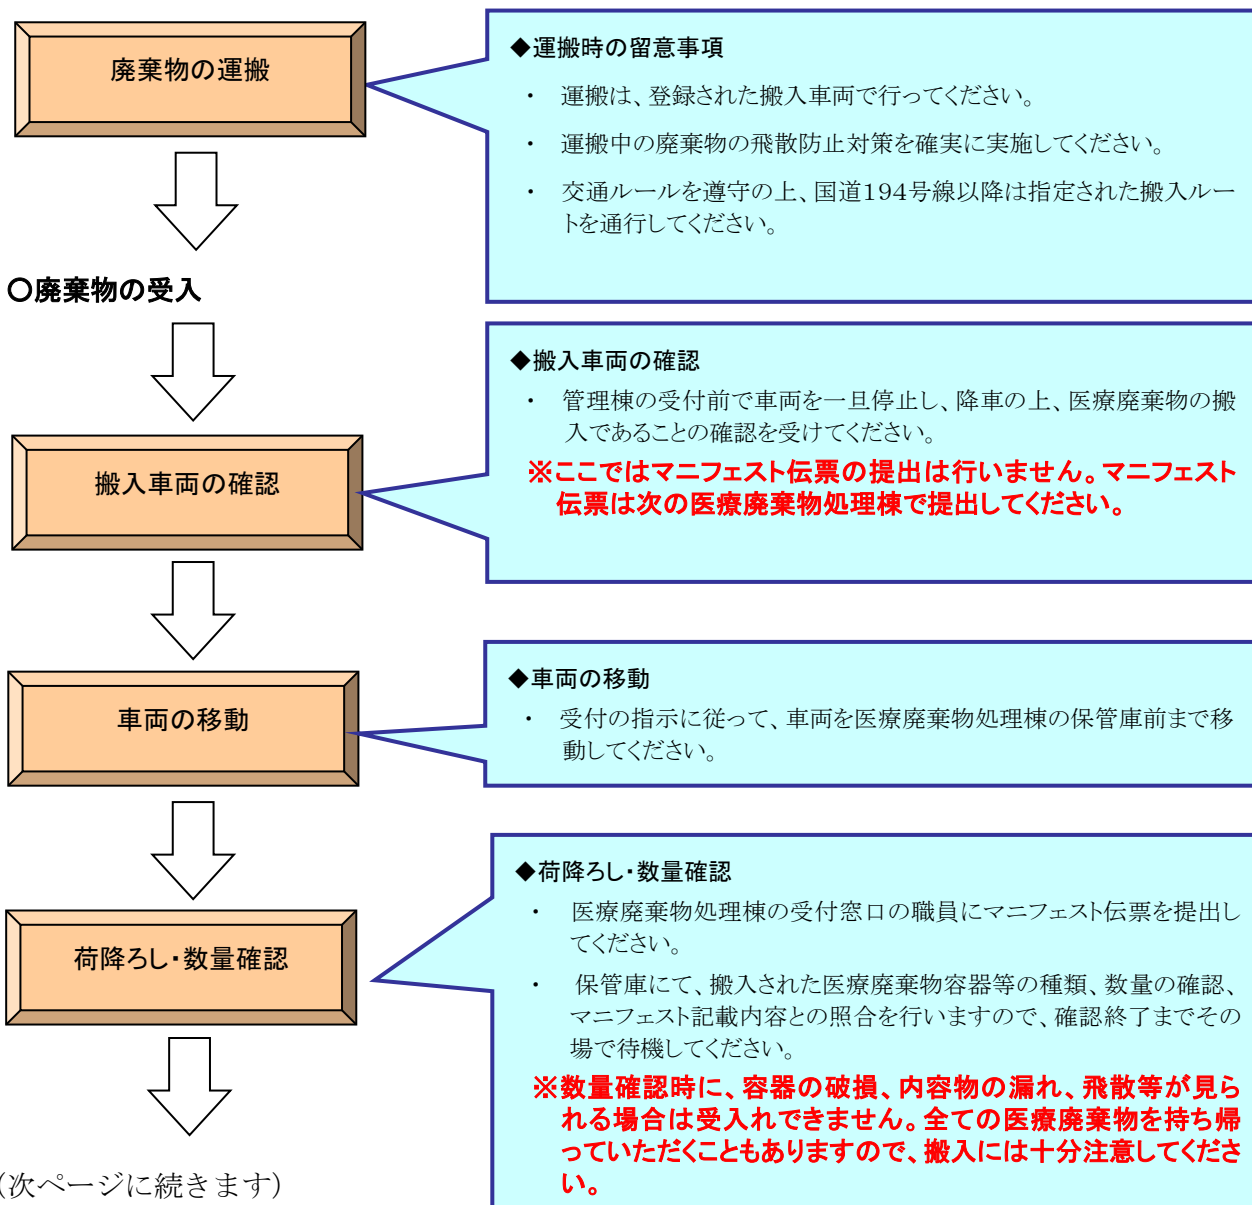 廃棄物の運搬
◆運搬時の留意事項
・ 運搬は、登録された搬入車両で行ってください。
・ 運搬中の廃棄物の飛散防止対策を確実に実施してください。
・ 交通ルールを遵守の上、国道194号線以降は指定された搬入ルー
トを通行してください。
〇廃棄物の受入
搬入車両の確認
◆搬入車両の確認
・ 管理棟の受付前で車両を一旦停止し、降車の上、医療廃棄物の搬
入であることの確認を受けてください。
※ここではマニフェスト伝票の提出は行いません。マニフェスト
伝票は次の医療廃棄物処理棟で提出してください。
車両の移動
◆車両の移動
・ 受付の指示に従って、車両を医療廃棄物処理棟の保管庫前まで移
動してください。
荷降ろし・数量確認
◆荷降ろし・数量確認
・ 医療廃棄物処理棟の受付窓口の職員にマニフェスト伝票を提出し
てください。
・ 保管庫にて、搬入された医療廃棄物容器等の種類、数量の確認、
マニフェスト記載内容との照合を行いますので、確認終了までその
場で待機してください。
※数量確認時に、容器の破損、内容物の漏れ、飛散等が見ら
れる場合は受入れできません。全ての医療廃棄物を持ち帰
っていただくこともありますので、搬入には十分注意してくださ
い。
(次ページに続きます)